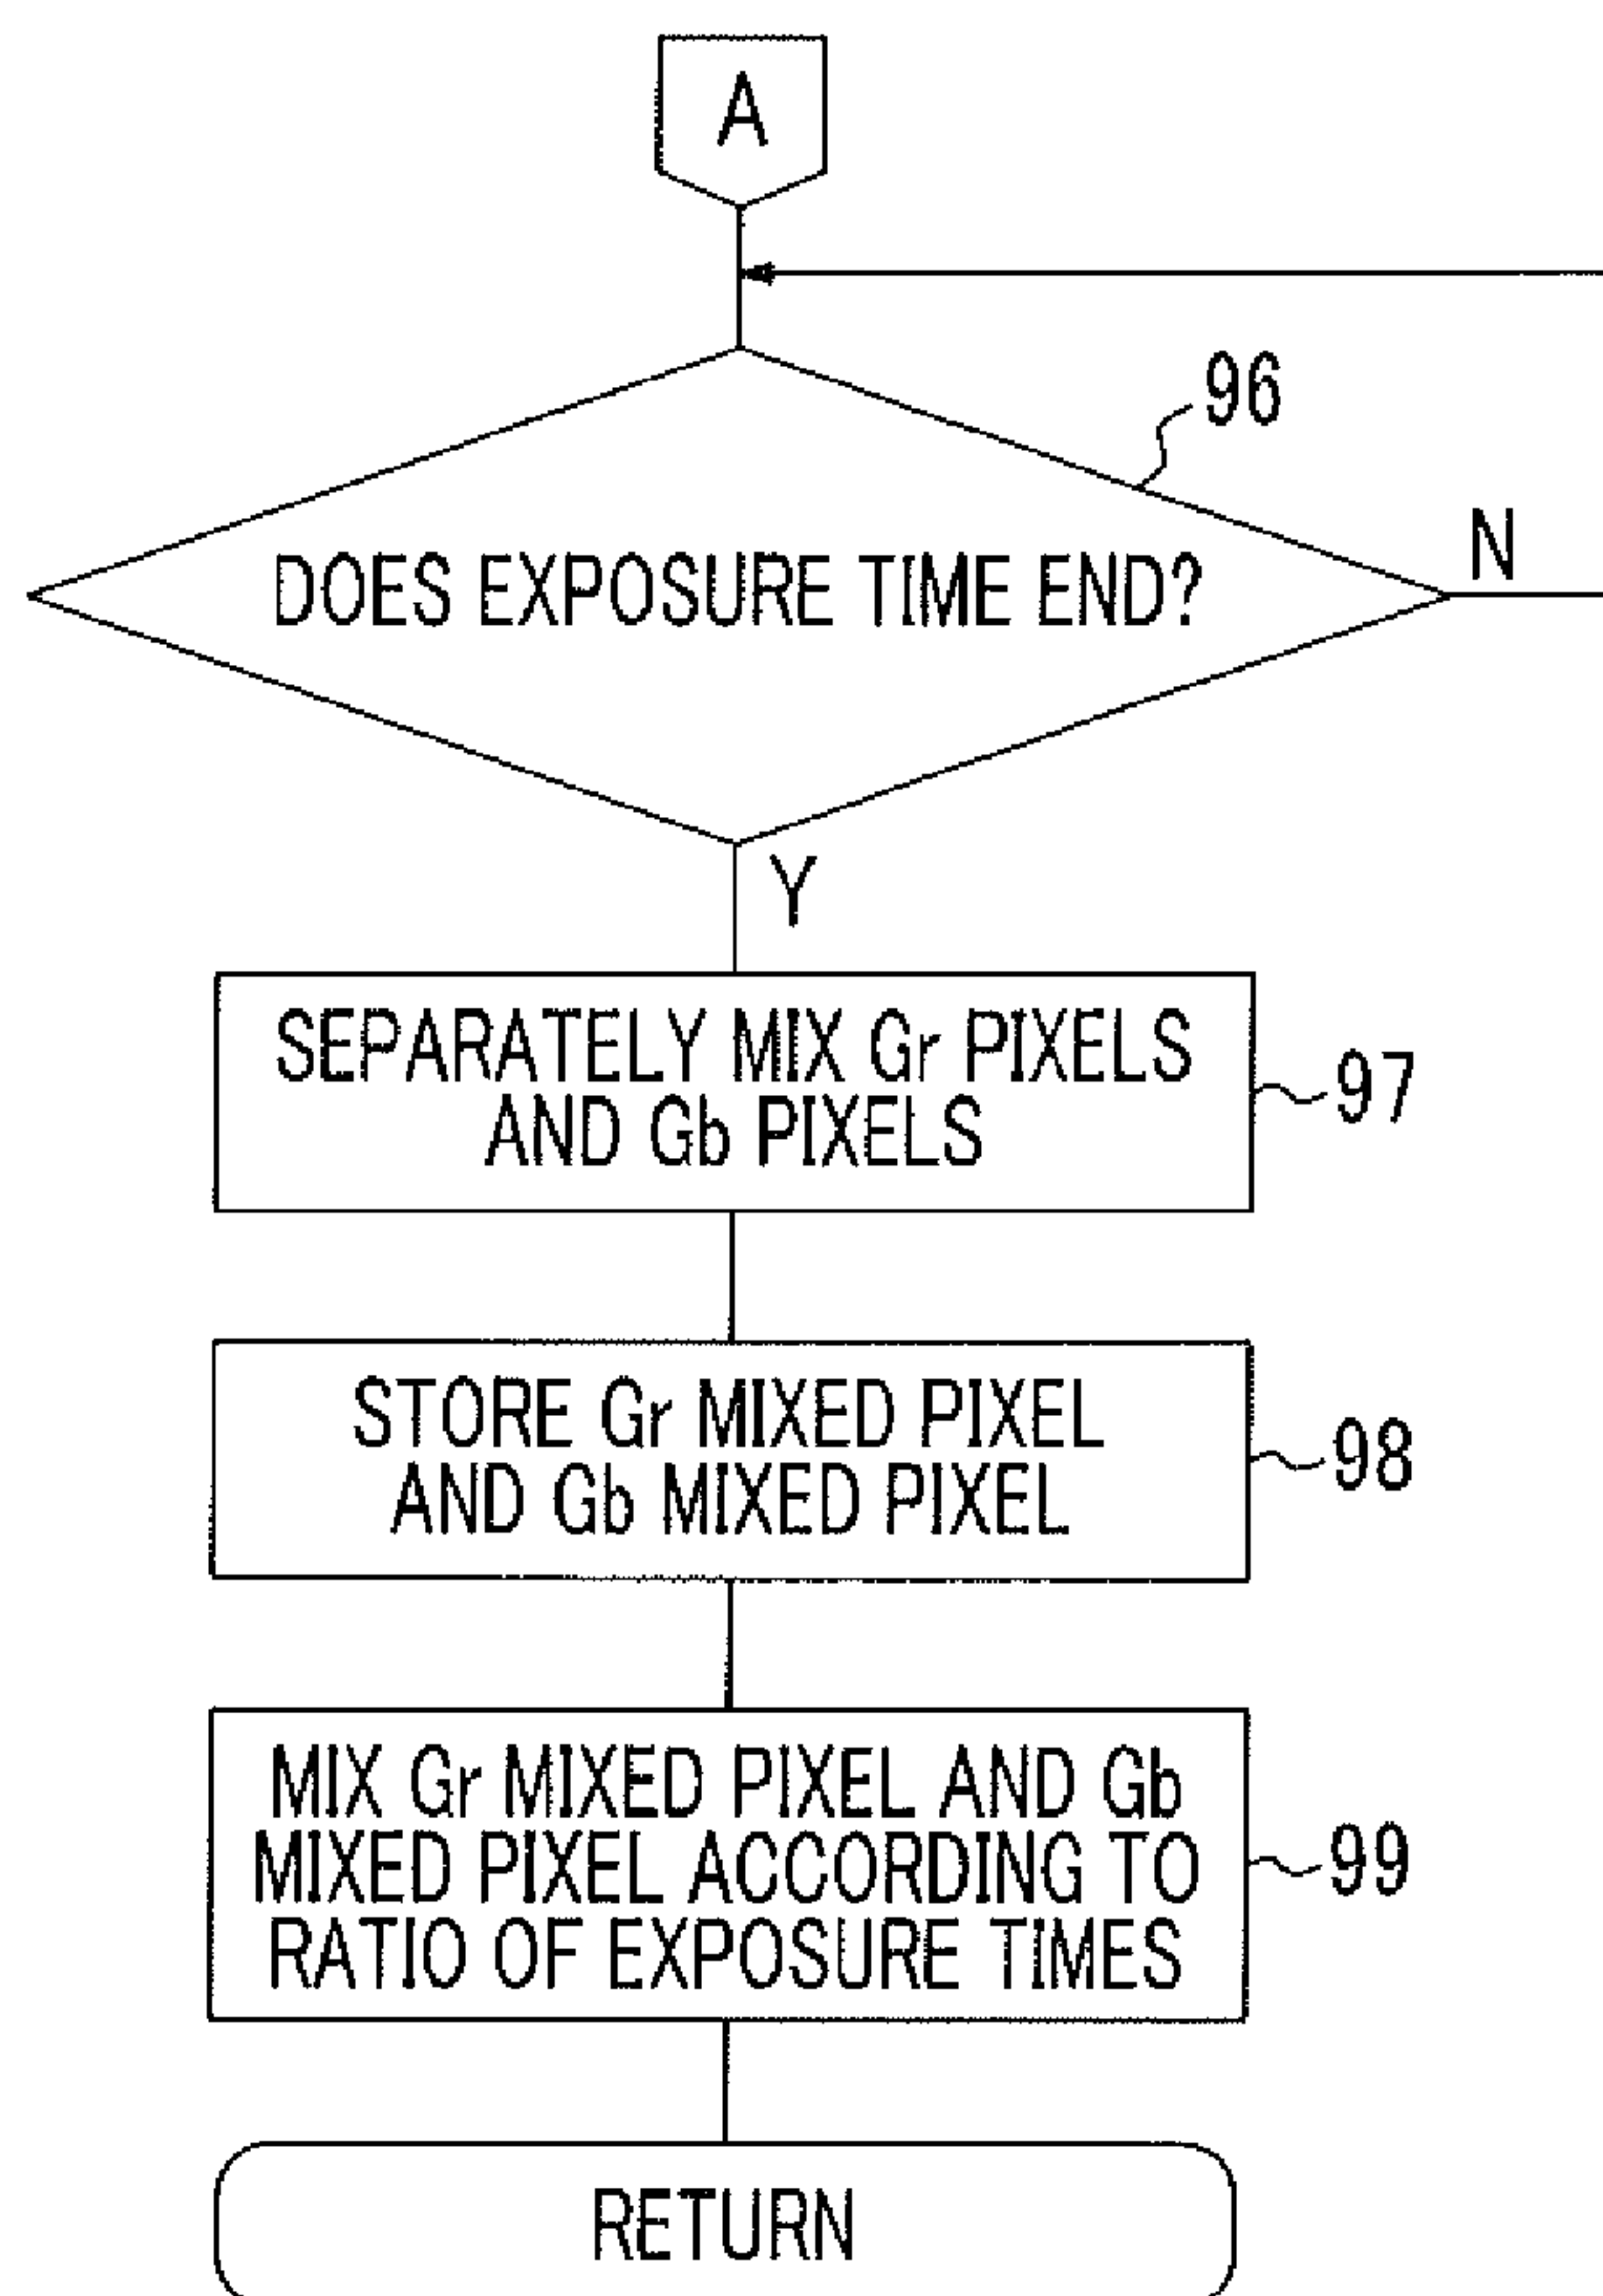 A
96
DOES EXPOSURE TIME END?
N
Y
SEPARATELY MIX Gr PIXELS
AND Gb PIXELS
97
STORE Gr MIXED PIXEL
AND Gb MIXED PIXEL
98
MIX Gr MIXED PIXEL AND Gb
MIXED PIXEL ACCORDING TO
RATIO OF EXPOSURE TIMES
99
RETURN